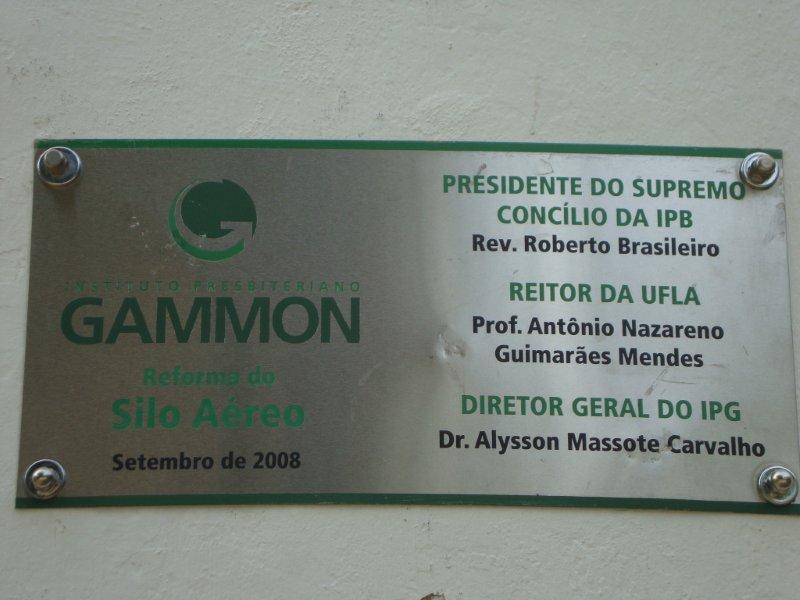 INSTITUTO PRESBITERIANO
GAMMON
Reforma do
Silo Aéreo
Setembro de 2008
PRESIDENTE DO SUPREMO
CONCÍLIO DA IPB
Rev. Roberto Brasileiro
REITOR DA UFLA
Prof. Antônio Nazareno
Guimarães Mendes
DIRETOR GERAL DO IPG
Dr. Alysson Massote Carvalho